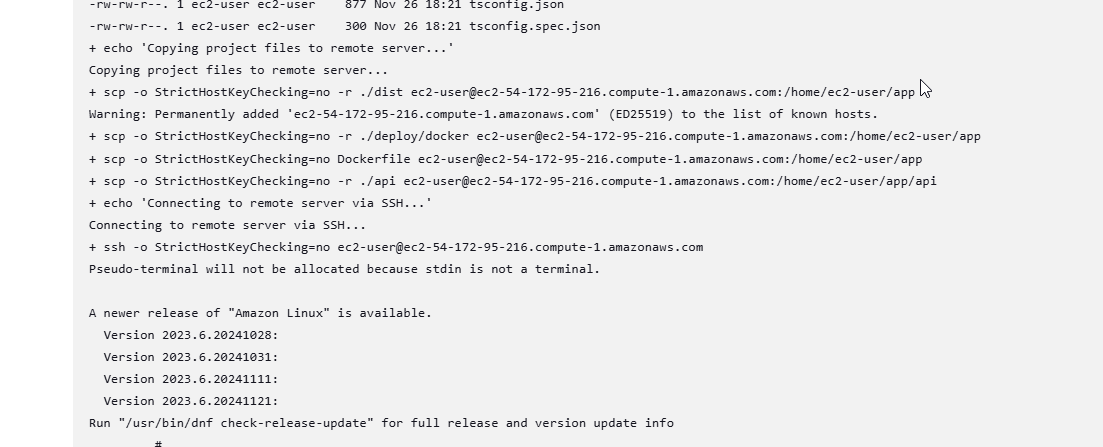 -rw-rw-r--. 1 ec2-user ec2-user    877 Nov 26 18:21 tsconfig.json
-rw-rw-r--. 1 ec2-user ec2-user    300 Nov 26 18:21 tsconfig.spec.json
+ echo 'Copying project files to remote server...'
Copying project files to remote server...
+ scp -o StrictHostKeyChecking=no -r ./dist ec2-user@ec2-54-172-95-216.compute-1.amazonaws.com:/home/ec2-user/app
Warning: Permanently added 'ec2-54-172-95-216.compute-1.amazonaws.com' (ED25519) to the list of known hosts.
+ scp -o StrictHostKeyChecking=no -r ./deploy/docker ec2-user@ec2-54-172-95-216.compute-1.amazonaws.com:/home/ec2-user/app
+ scp -o StrictHostKeyChecking=no Dockerfile ec2-user@ec2-54-172-95-216.compute-1.amazonaws.com:/home/ec2-user/app
+ scp -o StrictHostKeyChecking=no -r ./api ec2-user@ec2-54-172-95-216.compute-1.amazonaws.com:/home/ec2-user/app/api
+ echo 'Connecting to remote server via SSH...'
Connecting to remote server via SSH...
+ ssh -o StrictHostKeyChecking=no ec2-user@ec2-54-172-95-216.compute-1.amazonaws.com
Pseudo-terminal will not be allocated because stdin is not a terminal.
A newer release of "Amazon Linux" is available.
  Version 2023.6.20241028:
  Version 2023.6.20241031:
  Version 2023.6.20241111:
  Version 2023.6.20241121:
Run "/usr/bin/dnf check-release-update" for full release and version update info
         #